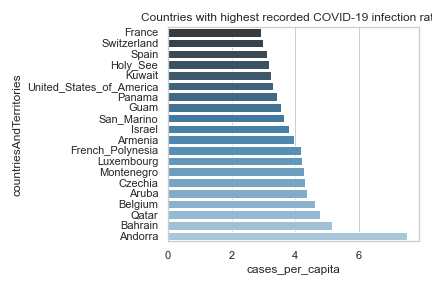 Countries with highest recorded COVID-19 infection rat
France
Switzerland
Spain
Holy_See
Kuwait
United_States_of_America
Panama
Guam
San_Marino
Israel
Armenia
French_Polynesia
Luxembourg
Montenegro
Czechia
Aruba
Belgium
Qatar
Bahrain
Andorra
countriesAndTerritories
0 2 4 6
cases_per_capita